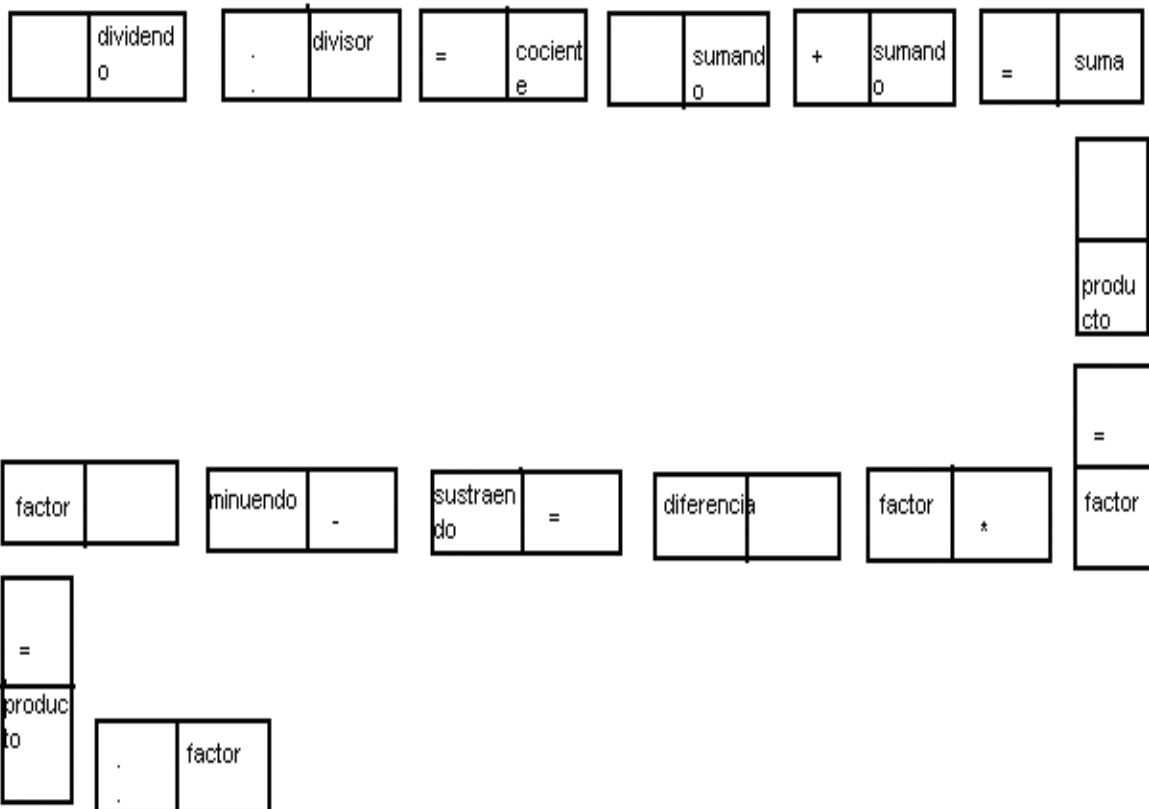 dividend
o
:
divisor
=
cocient
e
sumand
o
+
sumand
o
=
suma
produ
cto
=
factor
factor
*
diferencia
sustraen
do
=
minuendo
-
factor
=
produc
to
:
factor